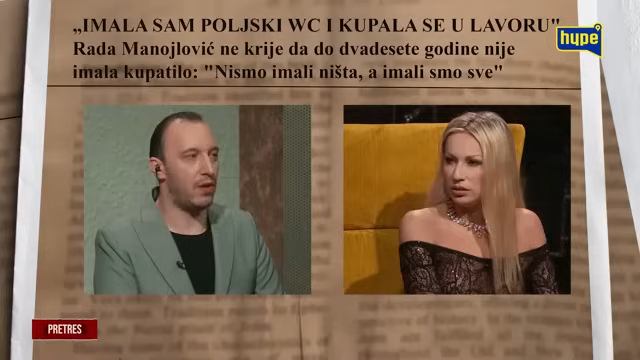 „IMALA SAM POLJSKI WC I KUPALA SE U LAVORU"
Rada Manojlović ne krije da do dvadesete godine nije
imala kupatilo: "Nismo imali ništa, a imali smo sve"
hype
PRETRES